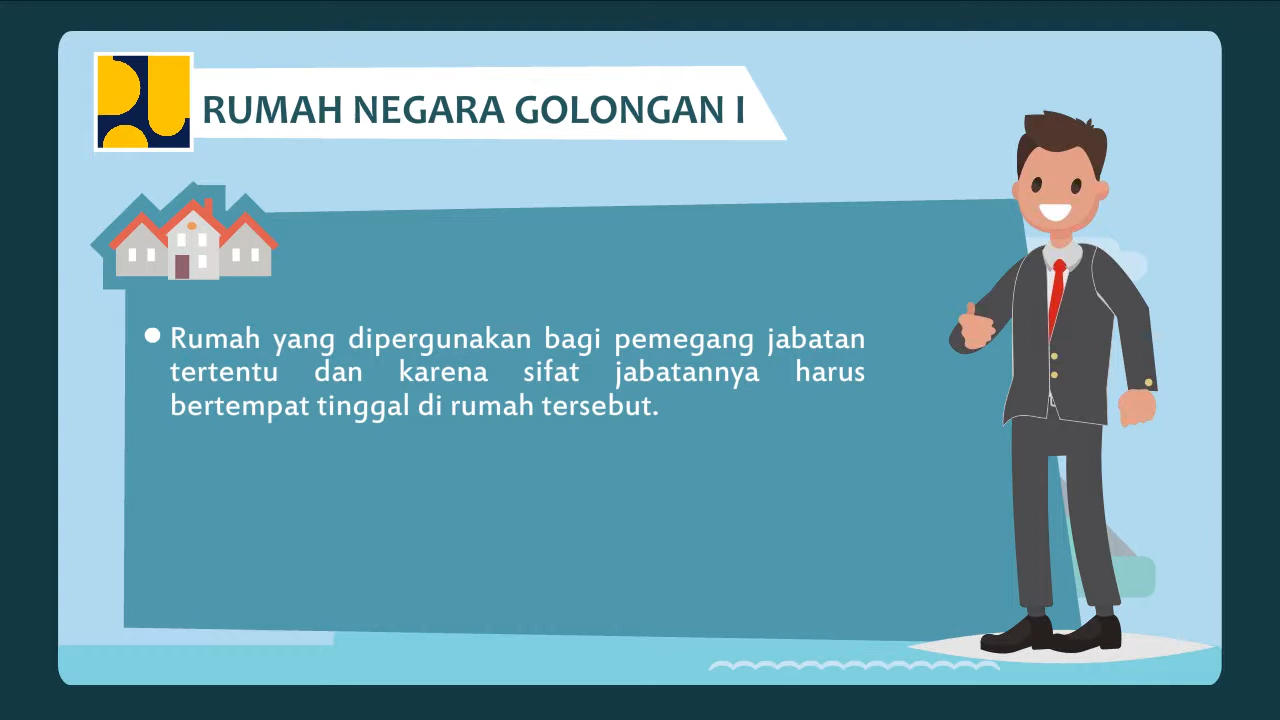 RUMAH NEGARA GOLONGAN I
• Rumah yang dipergunakan bagi pemegang jabatan
tertentu dan karena sifat jabatannya harus
bertempat tinggal di rumah tersebut.